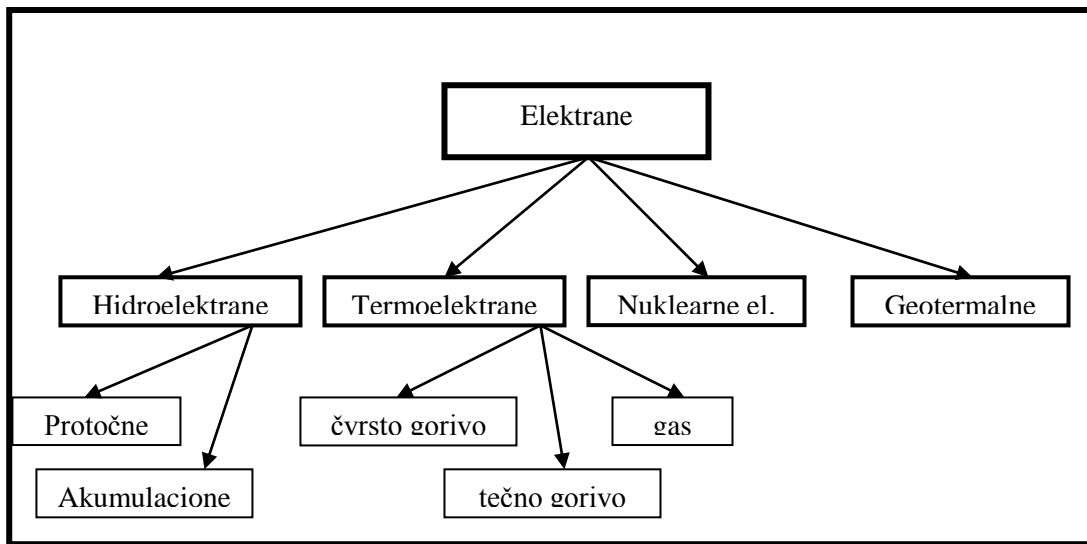 Elektrane
Hidroelektrane
Termoelektrane
Nuklearne el.
Geotermalne
Protočne
čvrsto gorivo
gas
Akumulacione
tečno gorivo